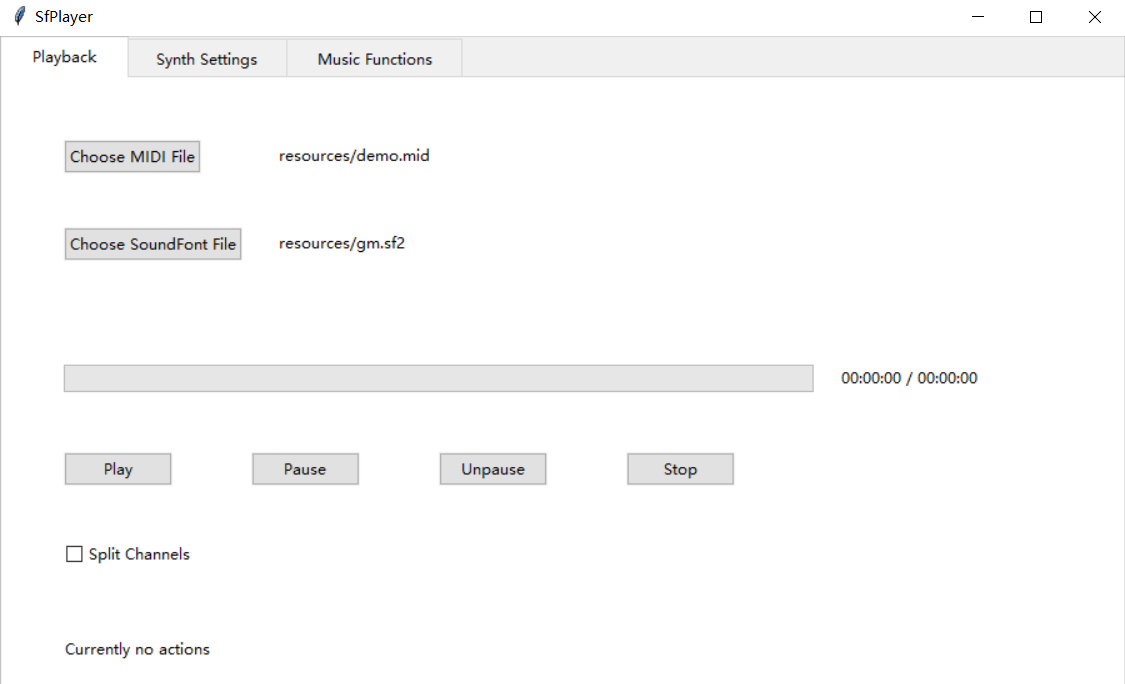 SfPlayer
Playback Synth Settings Music Functions
Choose MIDI File resources/demo.mid
Choose SoundFont File resources/gm.sf2
00:00:00 / 00:00:00
Play Pause Unpause Stop
Split Channels
Currently no actions